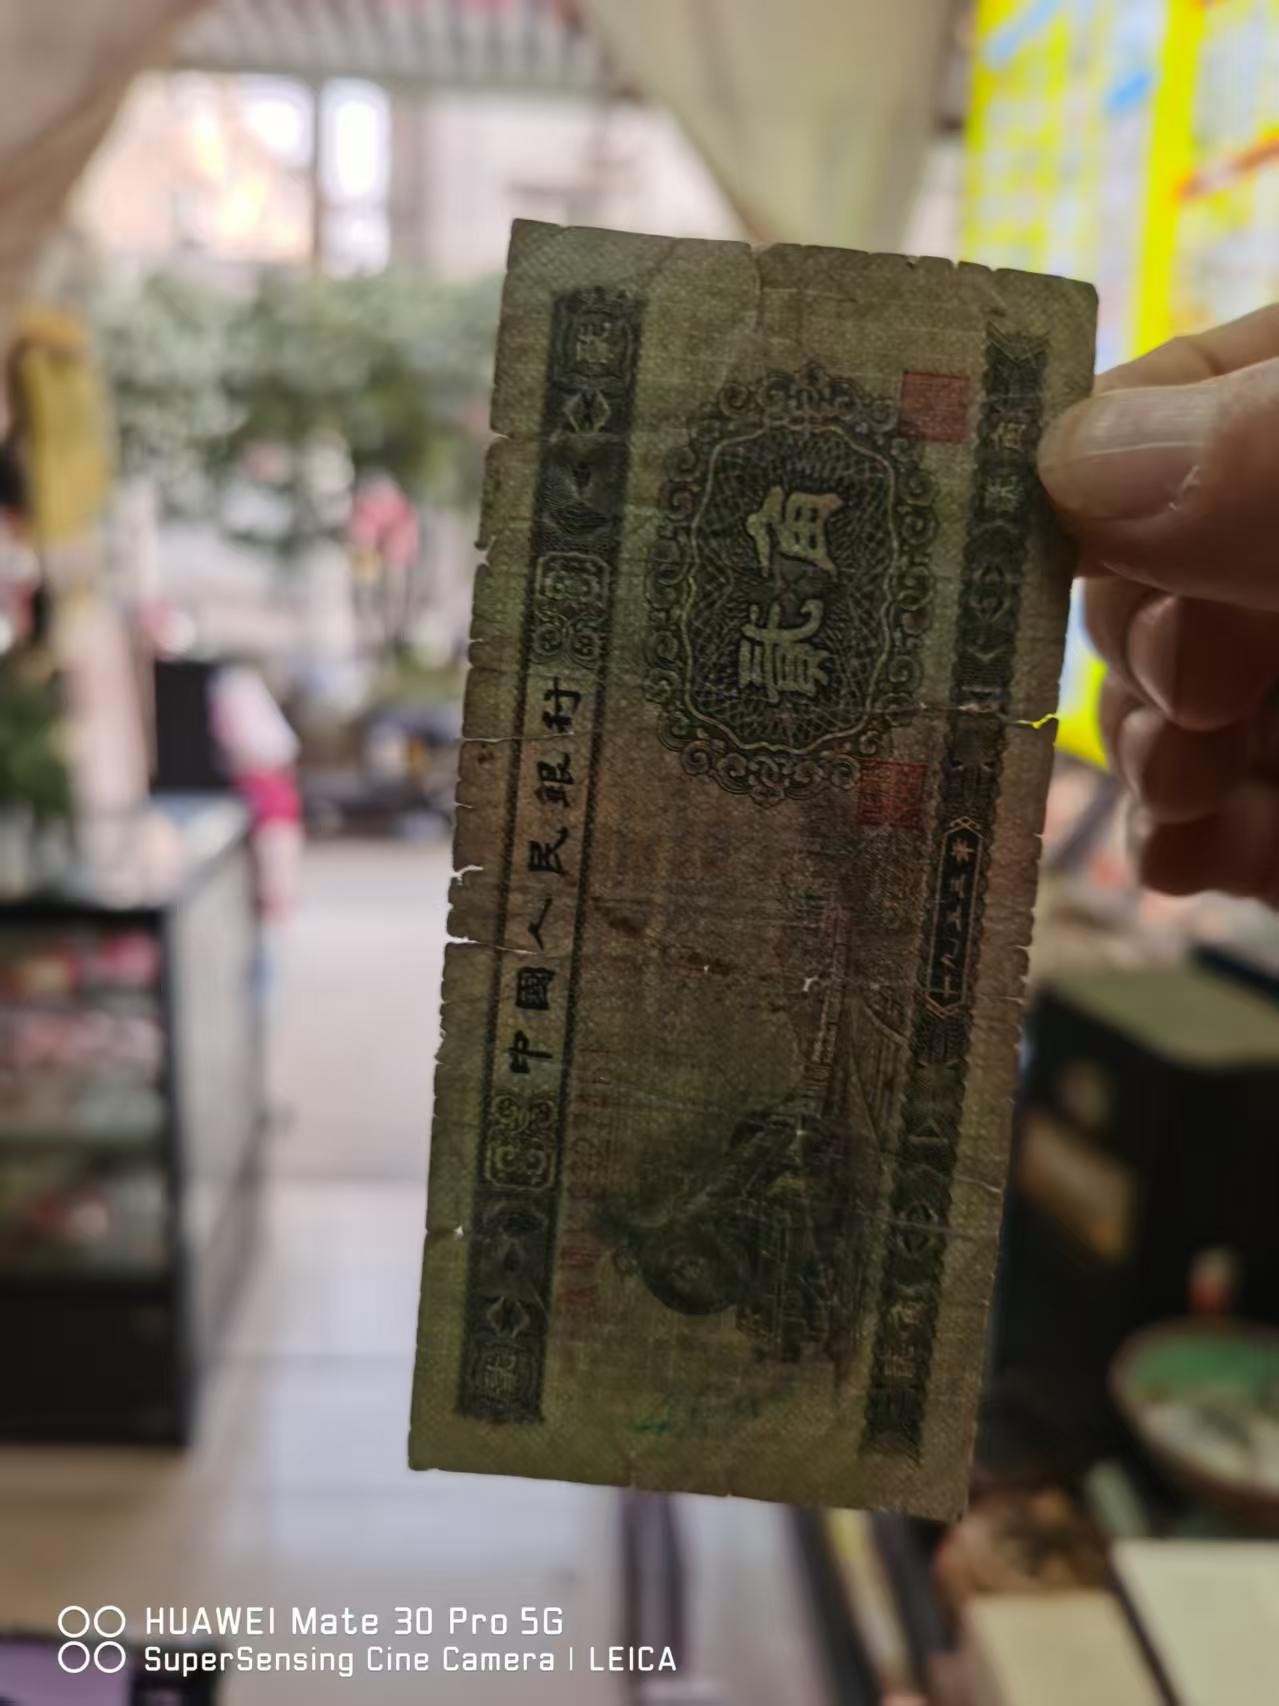 中國人民銀行
貳角
一九五三年
HUAWEI Mate 30 Pro 5G
SuperSensing Cine Camera | LEICA